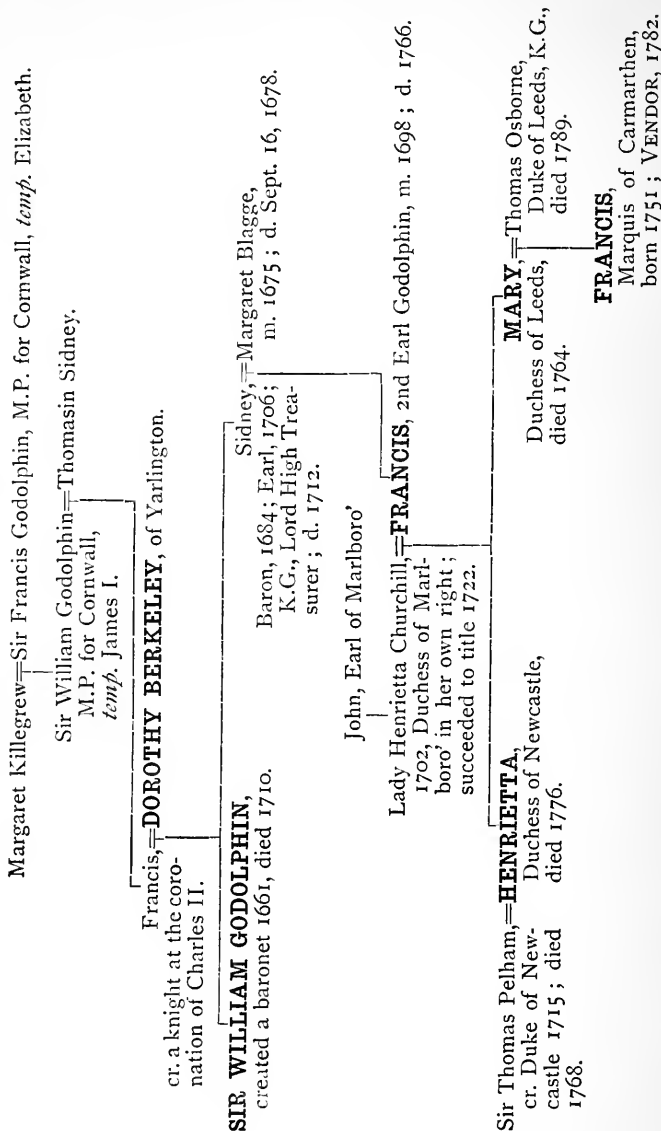 Margaret Killegrew=Sir Francis Godolphin, M.P. for Cornwall, temp. Elizabeth.
Sir William Godolphin=Thomasin Sidney.
M.P. for Cornwall,
temp. James I.
Francis,=DOROTHY BERKELEY, of Yarlington.
cr. a knight at the coro-
nation of Charles II.
SIR WILLIAM GODOLPHIN,
created a baronet 1661, died 1710.
Sidney,=Margaret Blagge,
m. 1675 ; d. Sept. 16, 1678.
Baron, 1684; Earl, 1706;
K.G., Lord High Trea-
surer ; d. 1712.
John, Earl of Marlboro'
Lady Henrietta Churchill,=FRANCIS, 2nd Earl Godolphin, m. 1698 ; d. 1766.
1702, Duchess of Marl-
boro' in her own right ;
succeeded to title 1722.
Sir Thomas Pelham,=HENRIETTA,
cr. Duke of New-
castle 1715 ; died
1768.
Duchess of Newcastle,
died 1776.
MARY,=Thomas Osborne,
Duchess of Leeds,
died 1764.
Duke of Leeds, K.G.,
died 1789.
FRANCIS,
Marquis of Carmarthen,
born 1751 ; VENDOR, 1782.